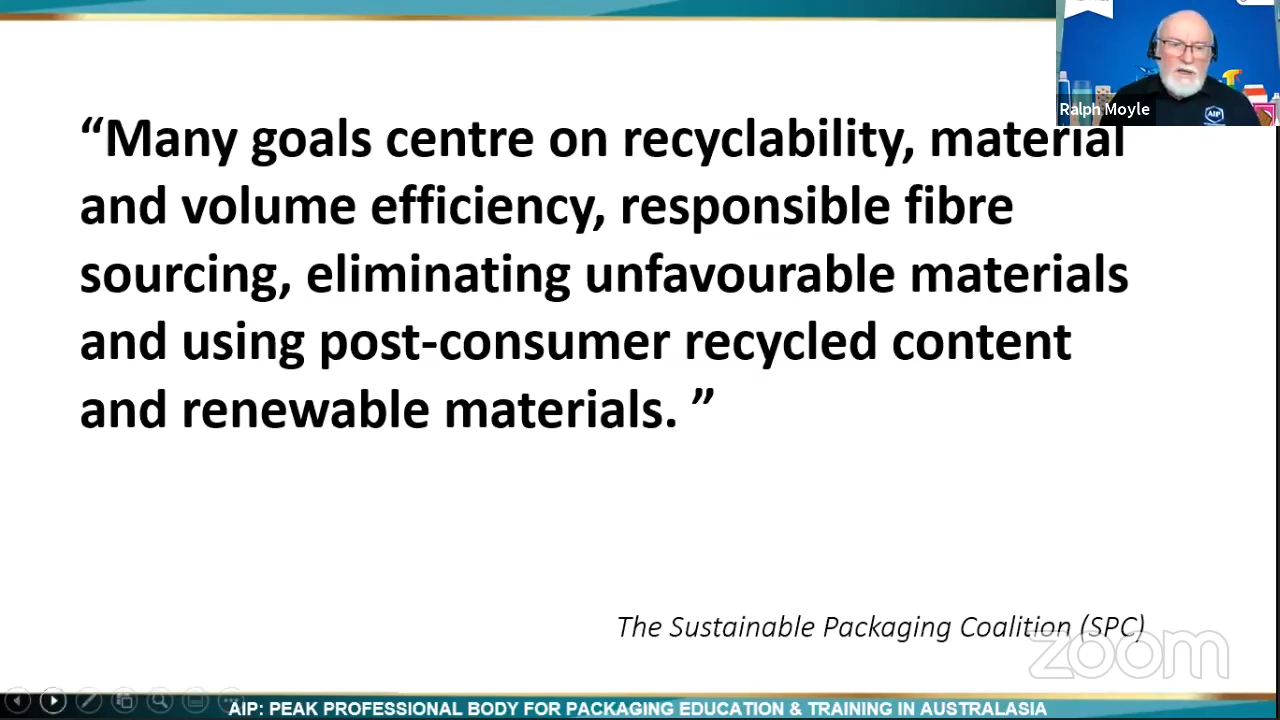 Ralph Moyle
AIP
“Many goals centre on recyclability, material
and volume efficiency, responsible fibre
sourcing, eliminating unfavourable materials
and using post-consumer recycled content
and renewable materials. ”
The Sustainable Packaging Coalition (SPC)
zoom
AIP: PEAK PROFESSIONAL BODY FOR PACKAGING EDUCATION & TRAINING IN AUSTRALASIA